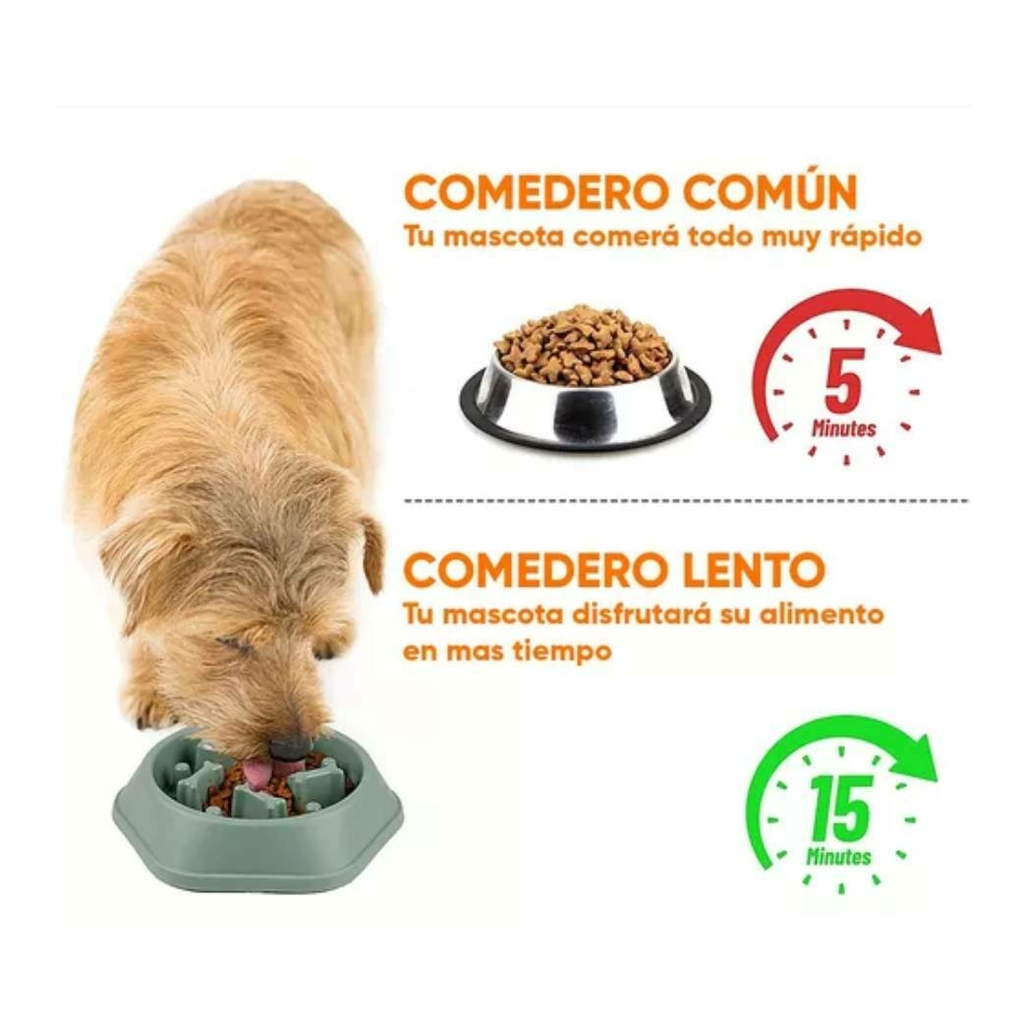 COMEDERO COMÚN
Tu mascota comerá todo muy rápido
5
Minutes
COMEDERO LENTO
Tu mascota disfrutará su alimento
en mas tiempo
15
Minutes